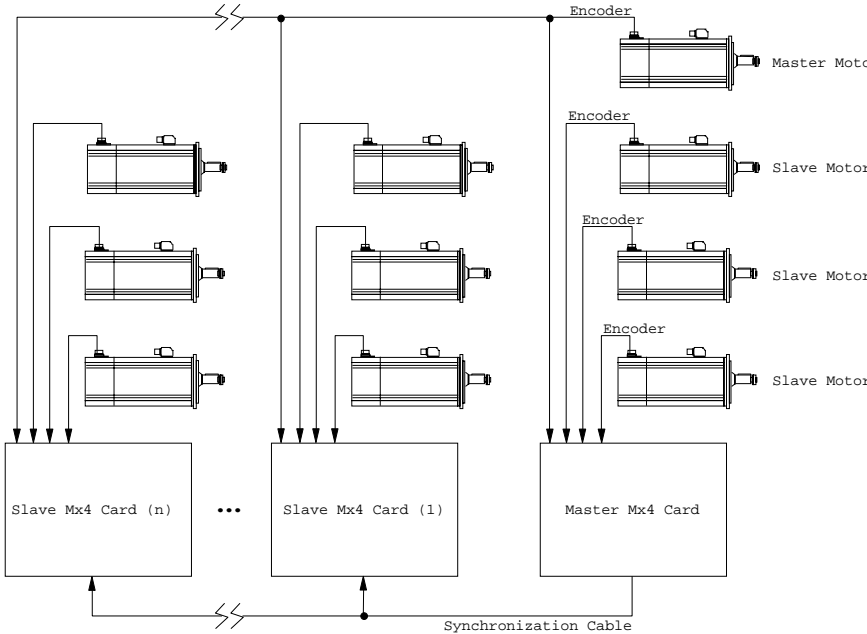 Encoder
Master Moto
Encoder
Slave Motor
Encoder
Slave Motor
Encoder
Slave Motor
Slave Mx4 Card (n)
•••
Slave Mx4 Card (1)
Master Mx4 Card
Synchronization Cable